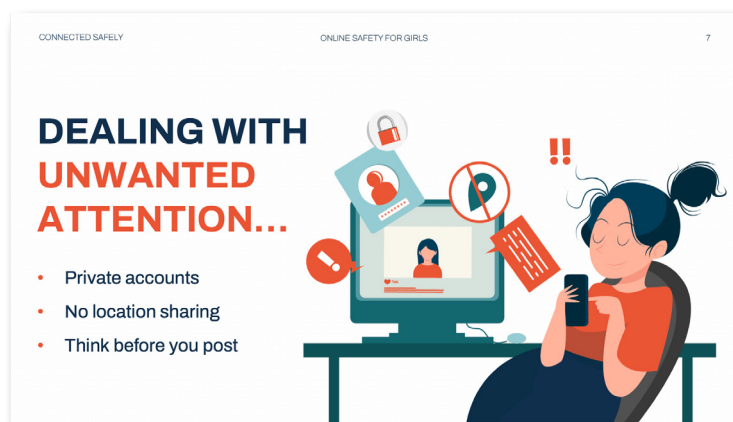 CONNECTED SAFELY
ONLINE SAFETY FOR GIRLS
7
DEALING WITH
UNWANTED
ATTENTION...
• Private accounts
• No location sharing
• Think before you post
!!
!